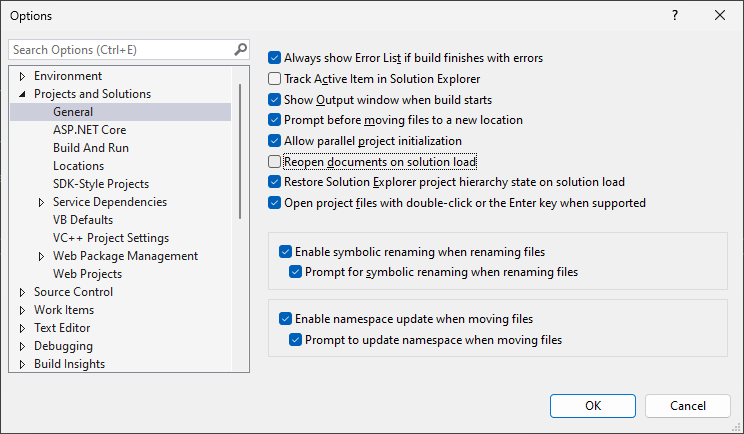 Options
?
Search Options (Ctrl+E)
Environment
Projects and Solutions
General
ASP.NET Core
Build And Run
Locations
SDK-Style Projects
Service Dependencies
VB Defaults
VC++ Project Settings
Web Package Management
Web Projects
Source Control
Work Items
Text Editor
Debugging
Build Insights
Always show Error List if build finishes with errors
Track Active Item in Solution Explorer
Show Output window when build starts
Prompt before moving files to a new location
Allow parallel project initialization
Reopen documents on solution load
Restore Solution Explorer project hierarchy state on solution load
Open project files with double-click or the Enter key when supported
Enable symbolic renaming when renaming files
Prompt for symbolic renaming when renaming files
Enable namespace update when moving files
Prompt to update namespace when moving files
OK
Cancel